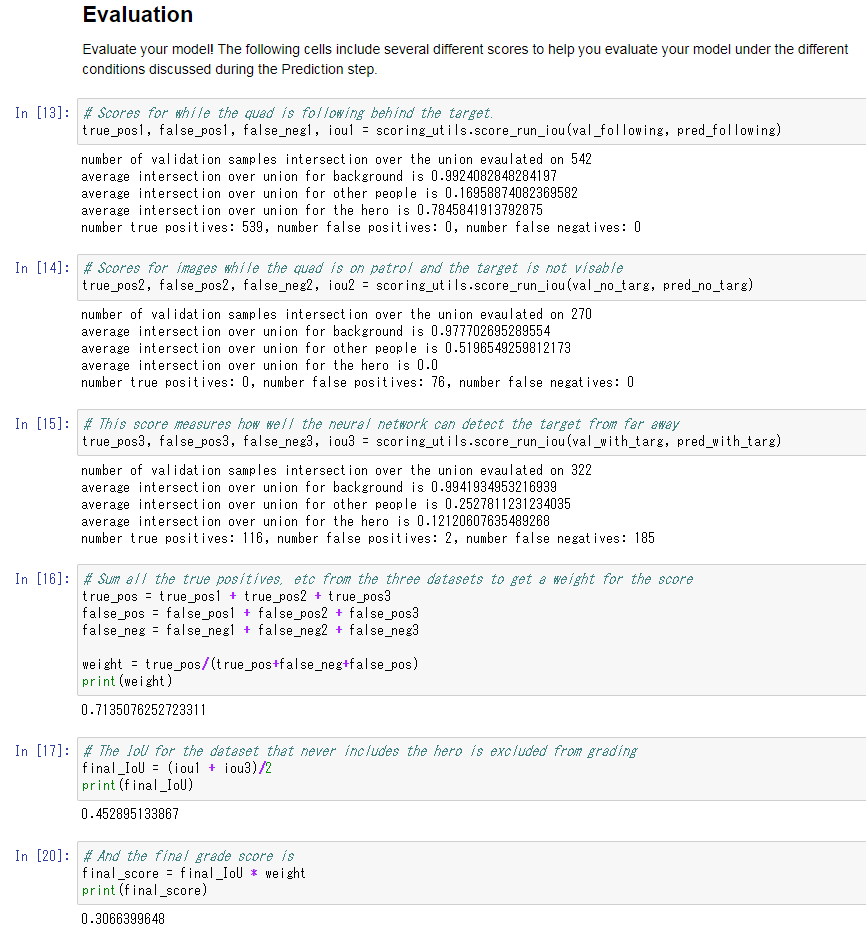 Evaluation
Evaluate your model! The following cells include several different scores to help you evaluate your model under the different
conditions discussed during the Prediction step.
In [13]: # Scores for while the quad is following behind the target.
true_pos1, false_pos1, false_neg1, iou1 = scoring_utils.score_run_iou(val_following, pred_following)
number of validation samples intersection over the union evaulated on 542
average intersection over union for background is 0.9924082848284197
average intersection over union for other people is 0.16958874082369582
average intersection over union for the hero is 0.7845841913792875
number true positives: 539, number false positives: 0, number false negatives: 0
In [14]: # Scores for images while the quad is on patrol and the target is not visable
true_pos2, false_pos2, false_neg2, iou2 = scoring_utils.score_run_iou(val_no_targ, pred_no_targ)
number of validation samples intersection over the union evaulated on 270
average intersection over union for background is 0.977702695289554
average intersection over union for other people is 0.5196549259812173
average intersection over union for the hero is 0.0
number true positives: 0, number false positives: 76, number false negatives: 0
In [15]: # This score measures how well the neural network can detect the target from far away
true_pos3, false_pos3, false_neg3, iou3 = scoring_utils.score_run_iou(val_with_targ, pred_with_targ)
number of validation samples intersection over the union evaulated on 322
average intersection over union for background is 0.9941934953216939
average intersection over union for other people is 0.2527811231234035
average intersection over union for the hero is 0.12120607635489268
number true positives: 116, number false positives: 2, number false negatives: 185
In [16]: # Sum all the true positives, etc from the three datasets to get a weight for the score
true_pos = true_pos1 + true_pos2 + true_pos3
false_pos = false_pos1 + false_pos2 + false_pos3
false_neg = false_neg1 + false_neg2 + false_neg3
weight = true_pos/(true_pos+false_neg+false_pos)
print(weight)
0.7135076252723311
In [17]: # The IoU for the dataset that never includes the hero is excluded from grading
final_IoU = (iou1 + iou3)/2
print(final_IoU)
0.452895133867
In [20]: # And the final grade score is
final_score = final_IoU * weight
print(final_score)
0.3066399648